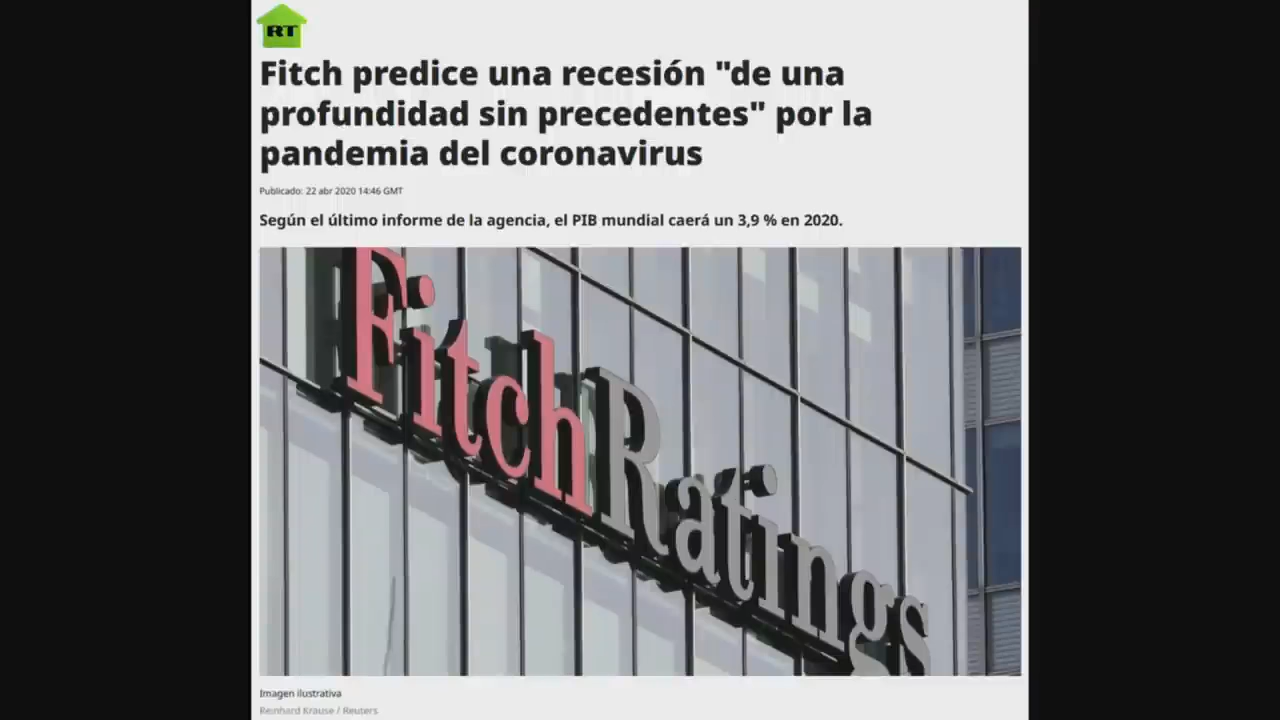 RT
Fitch predice una recesión "de una
profundidad sin precedentes" por la
pandemia del coronavirus
Publicado: 22 abr 2020 14:46 GMT
Según el último informe de la agencia, el PIB mundial caerá un 3,9 % en 2020.
FitchRatings
Imagen ilustrativa
Reinhard Krause / Reuters